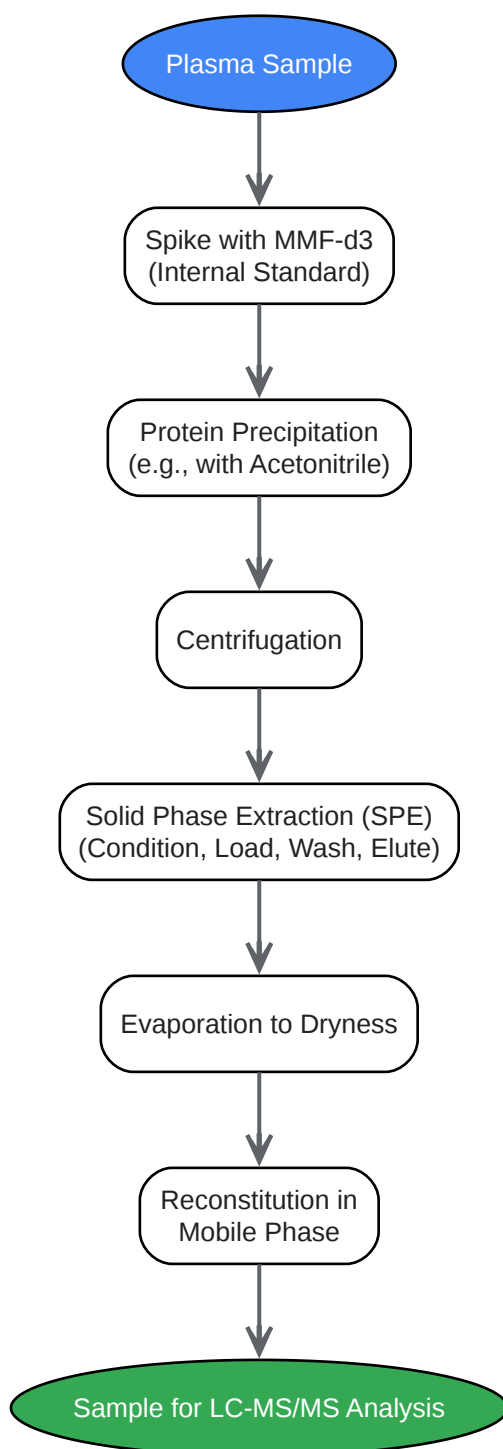 Plasma Sample
Spike with MMF-d3
(Internal Standard)
Protein Precipitation
(e.g., with Acetonitrile)
Centrifugation
Solid Phase Extraction (SPE)
(Condition, Load, Wash, Elute)
Evaporation to Dryness
Reconstitution in
Mobile Phase
Sample for LC-MS/MS Analysis